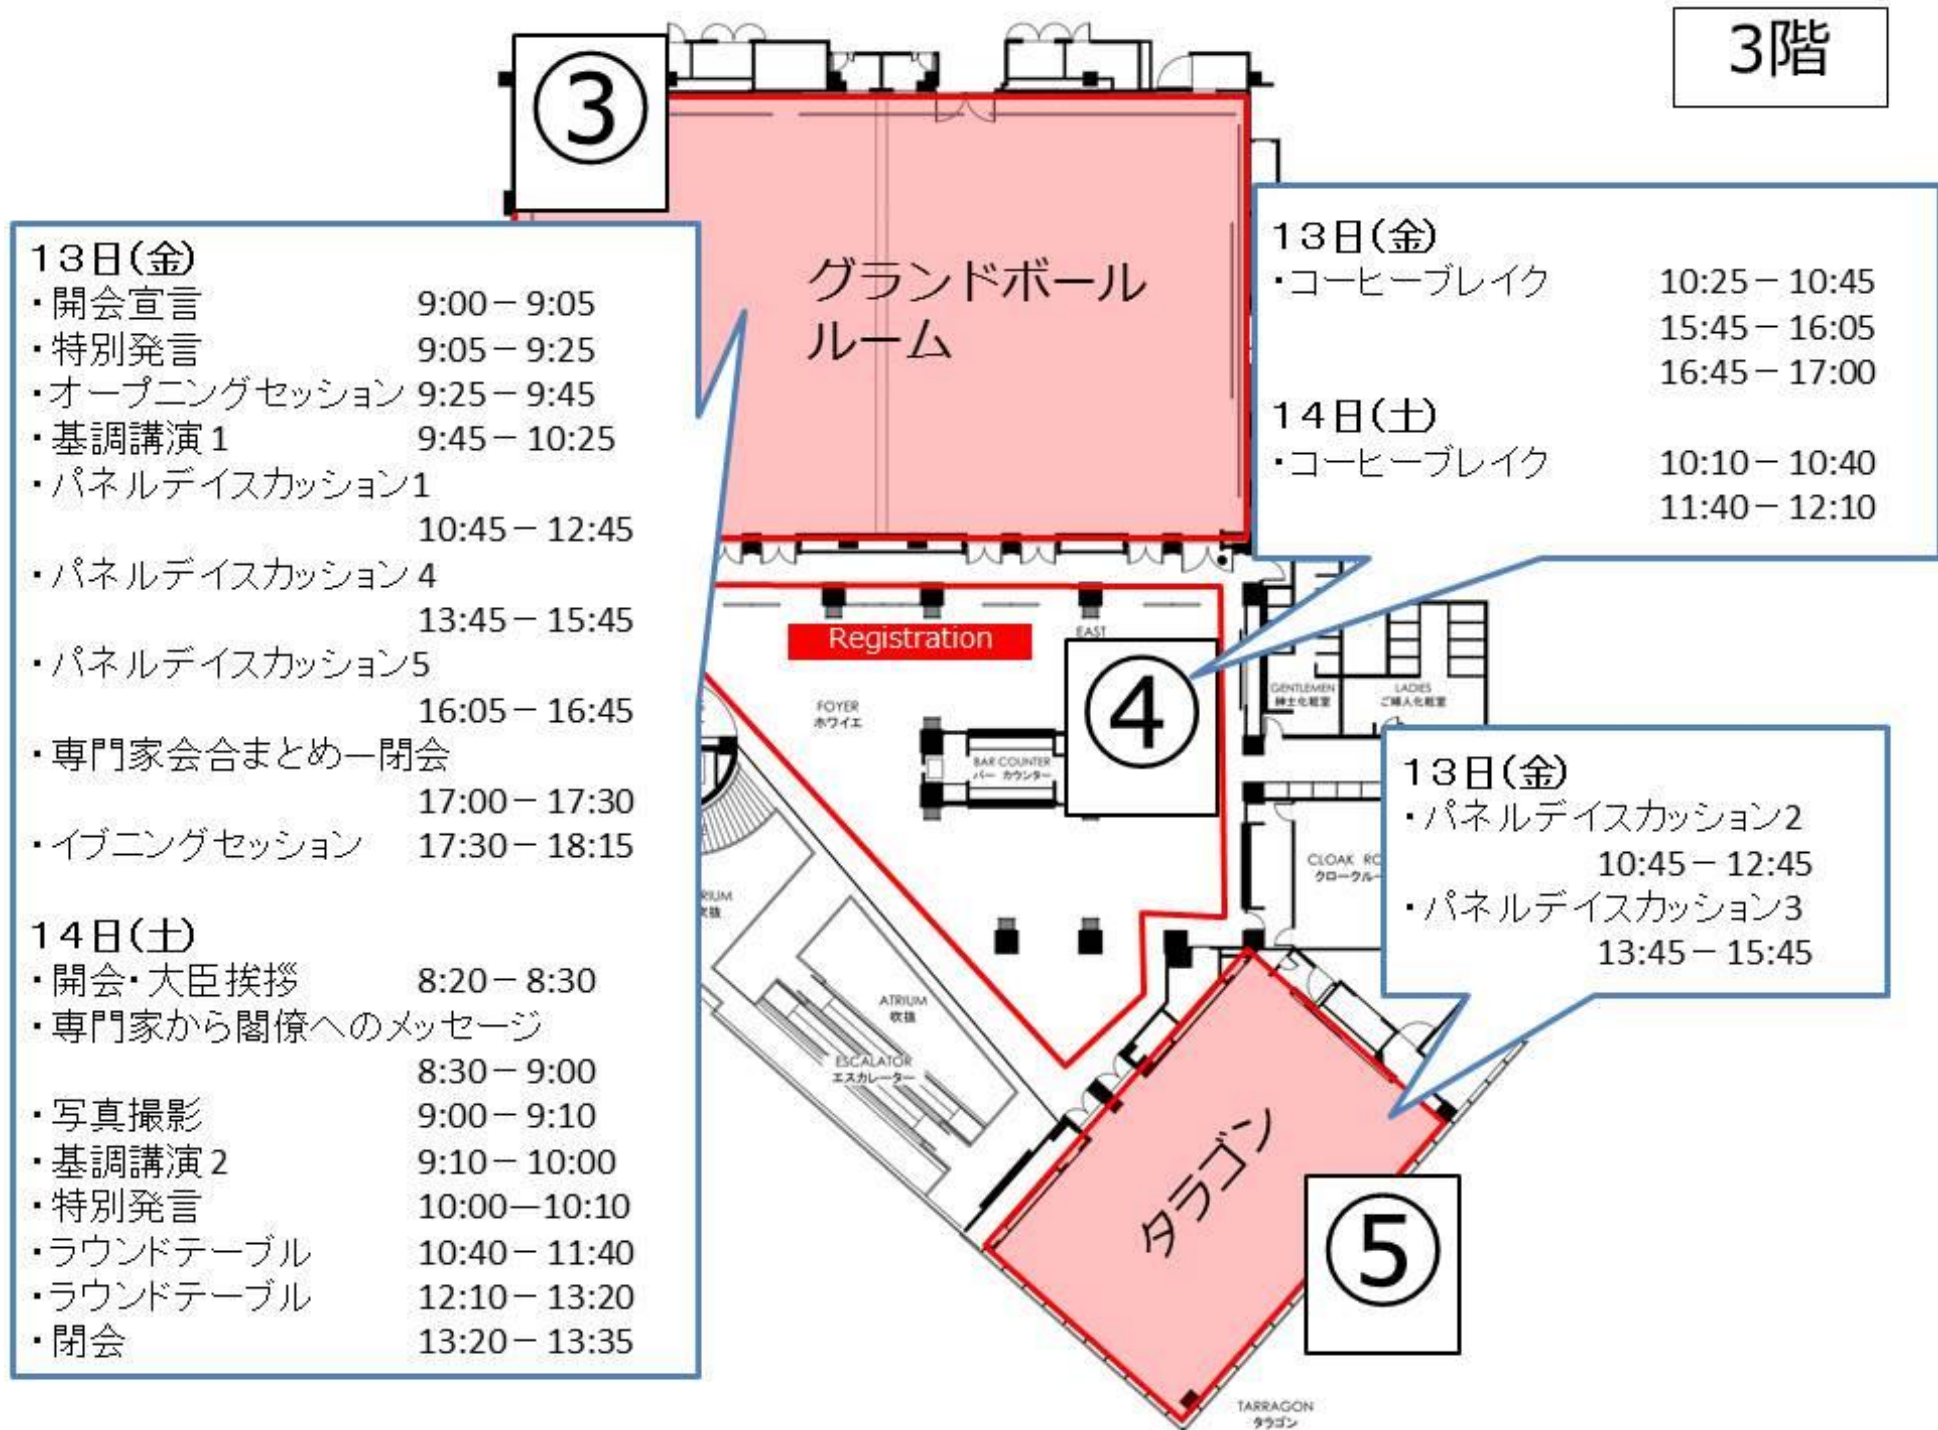 3階
③
グランドボール
ルーム
13日(金)
・開会宣言 9:00－9:05
・特別発言 9:05－9:25
・オープニングセッション 9:25－9:45
・基調講演1 9:45－10:25
・パネルデイスカッション1
10:45－12:45
・パネルデイスカッション4
13:45－15:45
・パネルデイスカッション5
16:05－16:45
・専門家会合まとめー閉会
17:00－17:30
・イブニングセッション 17:30－18:15
14日(土)
・開会・大臣挨拶 8:20－8:30
・専門家から閣僚へのメッセージ
8:30－9:00
・写真撮影 9:00－9:10
・基調講演2 9:10－10:00
・特別発言 10:00—10:10
・ラウンドテーブル 10:40－11:40
・ラウンドテーブル 12:10－13:20
・閉会 13:20－13:35
13日(金)
・コーヒーブレイク 10:25－10:45
15:45－16:05
16:45－17:00
14日(土)
・コーヒーブレイク 10:10－10:40
11:40－12:10
Registration
EAST
④
FOYER
ホワイエ
BAR COUNTER
バー カウンター
GENTLEMEN
紳士化粧室
LADIES
ご婦人化粧室
CLOAK RO
クロークルー
13日(金)
・パネルデイスカッション2
10:45－12:45
・パネルデイスカッション3
13:45－15:45
RIUM
吹抜
ATRIUM
吹抜
ESCALATOR
エスカレーター
タラゴン
⑤
TARRAGON
タラゴン